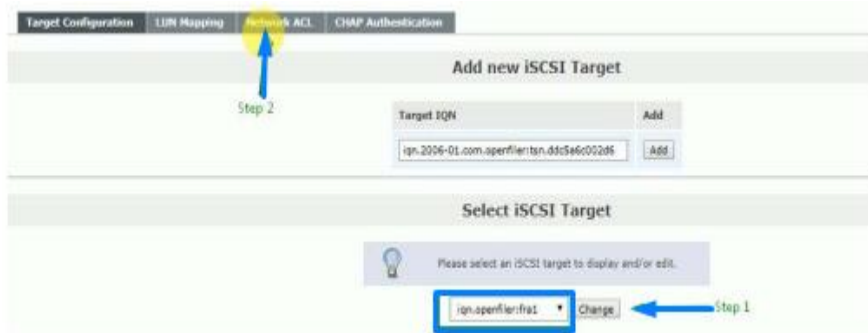 Target Configuration LUN Mapping Network ACL CHAP Authentication
Add new iSCSI Target
Step 2
Target IQN Add
iqn.2006-01.com.openfiler:tsn.ddc5a6c002d6 Add
Select iSCSI Target
Please select an iSCSI target to display and/or edit.
iqn.openfiler:fra1 Change Step 1